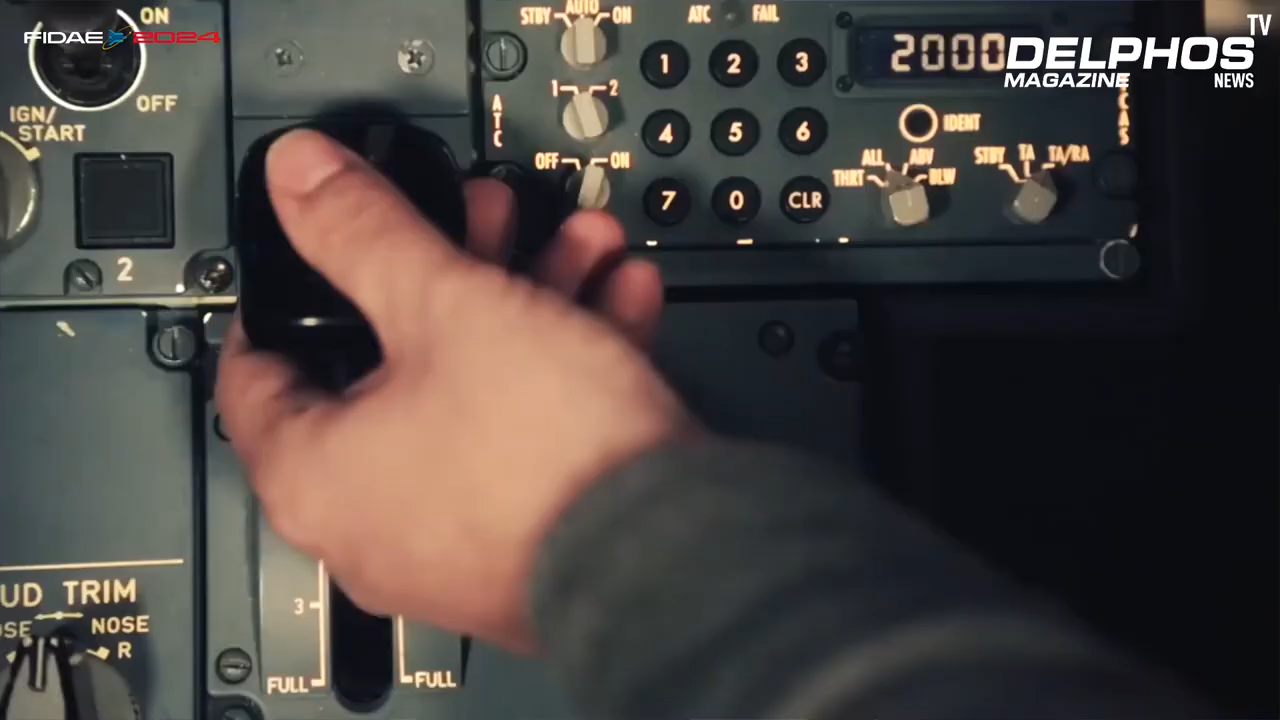 FIDAE 2024
TV
DELPHOS
MAGAZINE
NEWS
ON
OFF
IGN/
START
2
STBY AUTO ON
ATC FAIL
2000
1 2
ATC
OFF ON
1 2 3
4 5 6
7 0 CLR
IDENT
ALL ABV
THRT BLW
STBY TA TA/RA
TCAS
UD TRIM
OSE NOSE
R
3
FULL FULL